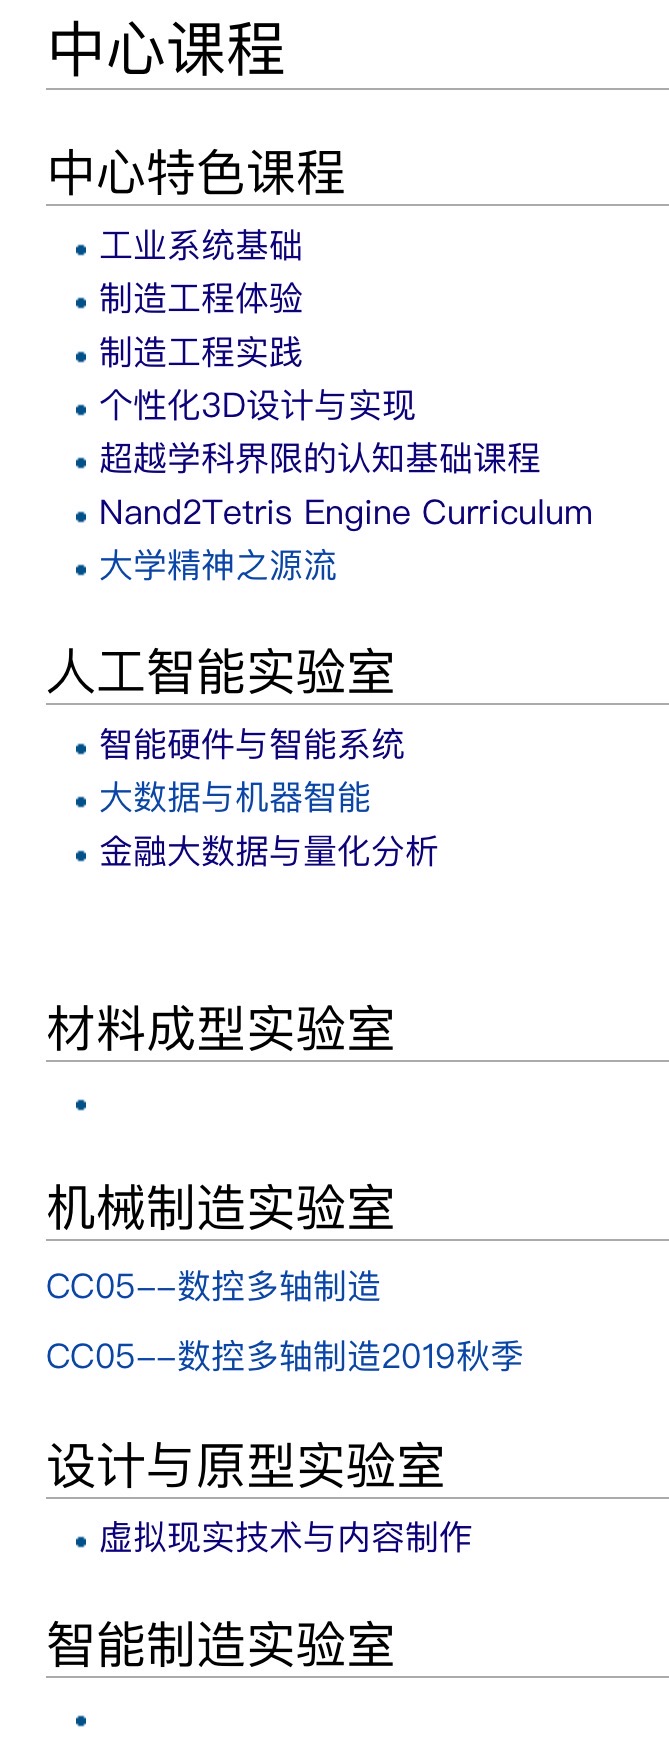 中心课程
中心特色课程
工业系统基础
制造工程体验
制造工程实践
个性化3D设计与实现
超越学科界限的认知基础课程
Nand2Tetris Engine Curriculum
大学精神之源流
人工智能实验室
智能硬件与智能系统
大数据与机器智能
金融大数据与量化分析
材料成型实验室
机械制造实验室
CC05--数控多轴制造
CC05--数控多轴制造2019秋季
设计与原型实验室
虚拟现实技术与内容制作
智能制造实验室